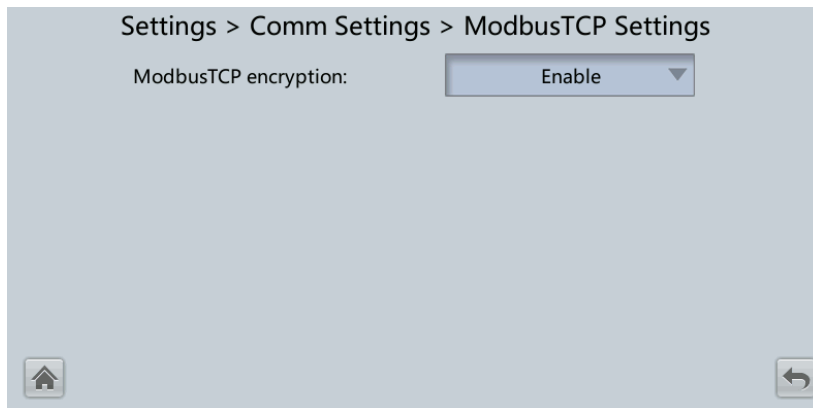 Settings > Comm Settings > ModbusTCP Settings
ModbusTCP encryption: Enable